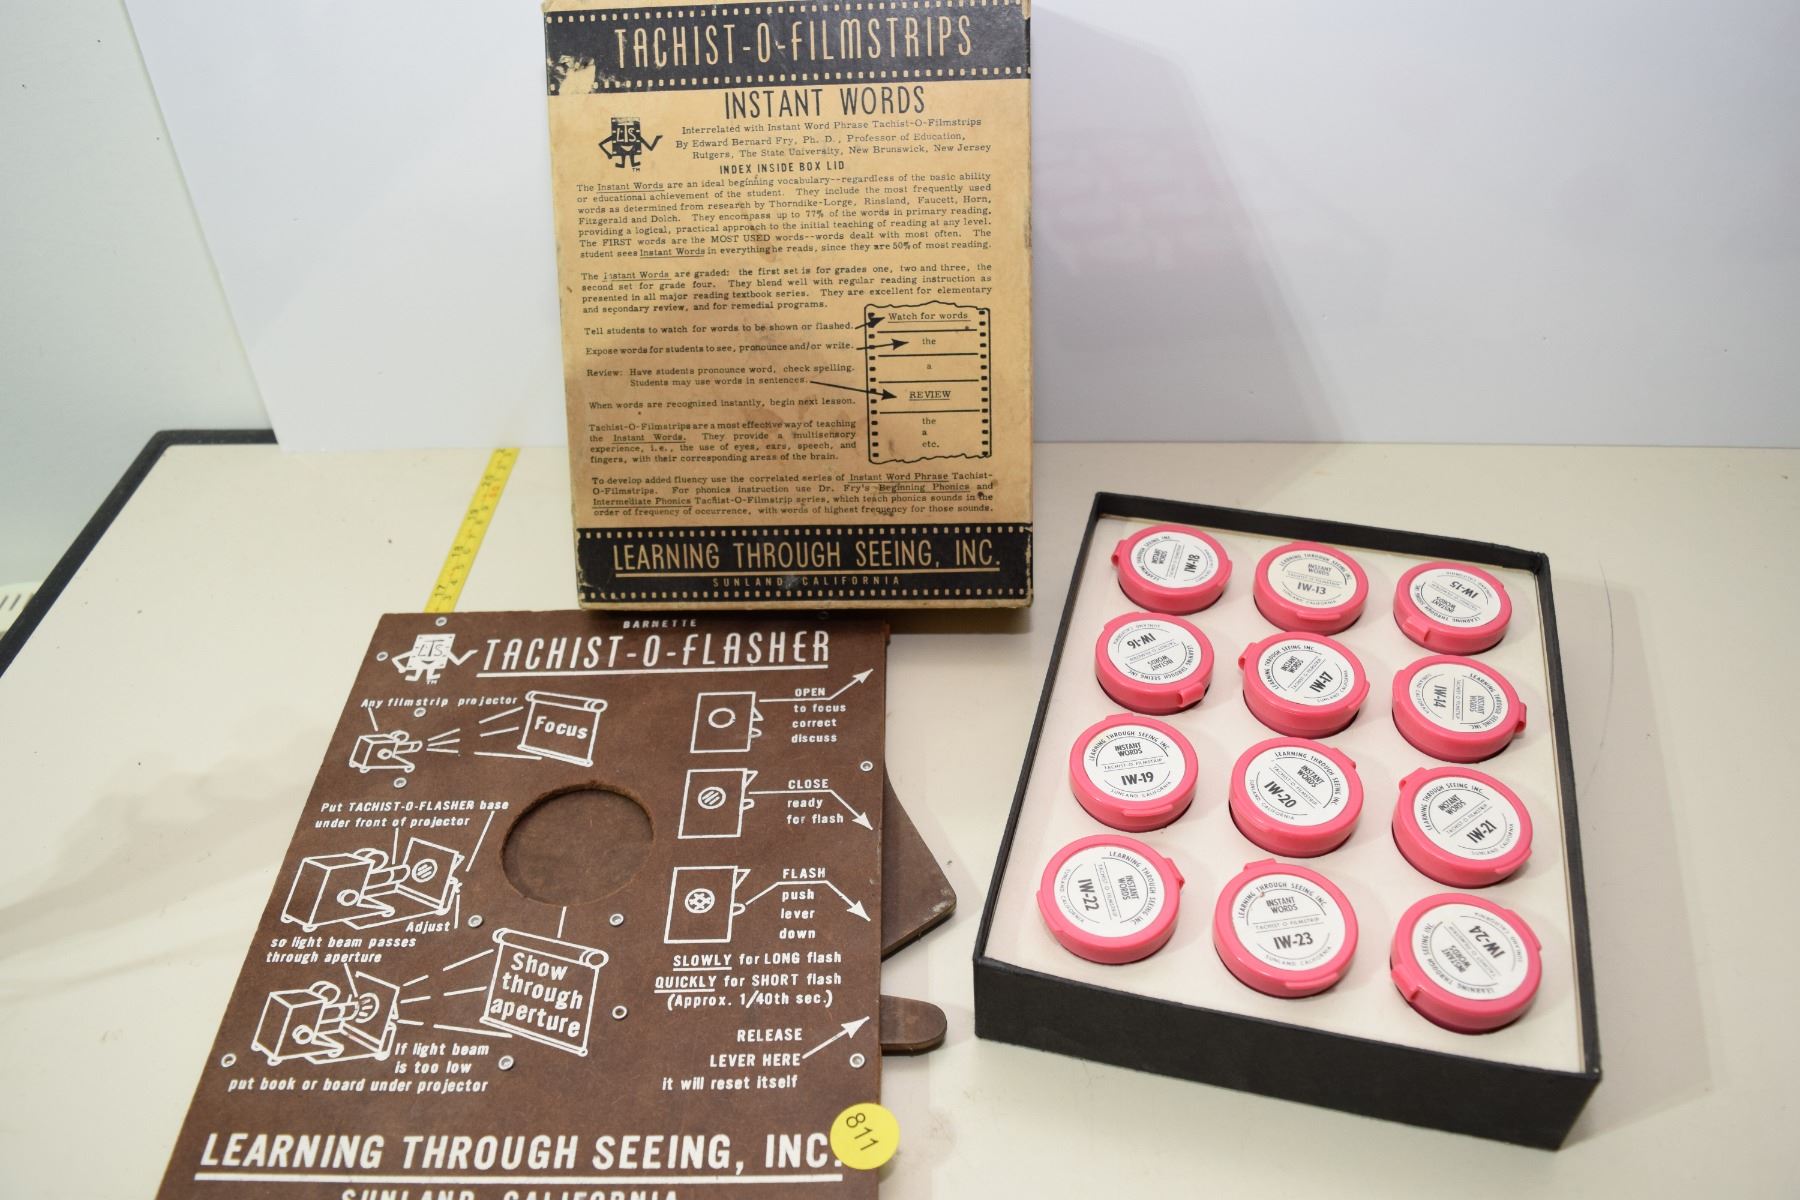 TACHIST-O-FILMSTRIPS
INSTANT WORDS
LTS
TM
Interrelated with Instant Word Phrase Tachist-O-Filmstrips
By Edward Bernard Fry, Ph. D., Professor of Education,
Rutgers, The State University, New Brunswick, New Jersey
INDEX INSIDE BOX LID
The Instant Words are an ideal beginning vocabulary--regardless of the basic ability
or educational achievement of the student. They include the most frequently used
words as determined from research by Thorndike-Lorge, Rinsland, Faucett, Horn,
Fitzgerald and Dolch. They encompass up to 77% of the words in primary reading,
providing a logical, practical approach to the initial teaching of reading at any level.
The FIRST words are the MOST USED words--words dealt with most often. The
student sees Instant Words in everything he reads, since they are 50% of most reading.
The Instant Words are graded: the first set is for grades one, two and three, the
second set for grade four. They blend well with regular reading instruction as
presented in all major reading textbook series. They are excellent for elementary
and secondary review, and for remedial programs.
Tell students to watch for words to be shown or flashed.
Expose words for students to see, pronounce and/or write.
Review: Have students pronounce word, check spelling.
Students may use words in sentences.
When words are recognized instantly, begin next lesson.
Watch for words
the
a
REVIEW
the
a
etc.
Tachist-O-Filmstrips are a most effective way of teaching
the Instant Words. They provide a multisensory
experience, i.e., the use of eyes, ears, speech, and
fingers, with their corresponding areas of the brain.
To develop added fluency use the correlated series of Instant Word Phrase Tachist-
O-Filmstrips. For phonics instruction use Dr. Fry's Beginning Phonics and
Intermediate Phonics Tachist-O-Filmstrip series, which teach phonics sounds in the
order of frequency of occurrence, with words of highest frequency for those sounds.
LEARNING THROUGH SEEING, INC.
SUNLAND, CALIFORNIA
BARNETTE
TACHIST-O-FLASHER
LTS
TM
Any filmstrip projector
Focus
OPEN
to focus
correct
discuss
CLOSE
ready
for flash
Put TACHIST-O-FLASHER base
under front of projector
Adjust
so light beam passes
through aperture
FLASH
push
lever
down
SLOWLY for LONG flash
QUICKLY for SHORT flash
(Approx. 1/40th sec.)
Show
through
aperture
If light beam
is too low
put book or board under projector
RELEASE
LEVER HERE
it will reset itself
LEARNING THROUGH SEEING, INC.
SUNLAND, CALIFORNIA
811
LEARNING THROUGH SEEING INC.
INSTANT WORDS
TACHIST-O-FILMSTRIP
IW-18
IW-13
IW-15
IW-16
IW-17
IW-14
IW-19
IW-20
IW-21
IW-22
IW-23
IW-24
SUNLAND, CALIFORNIA